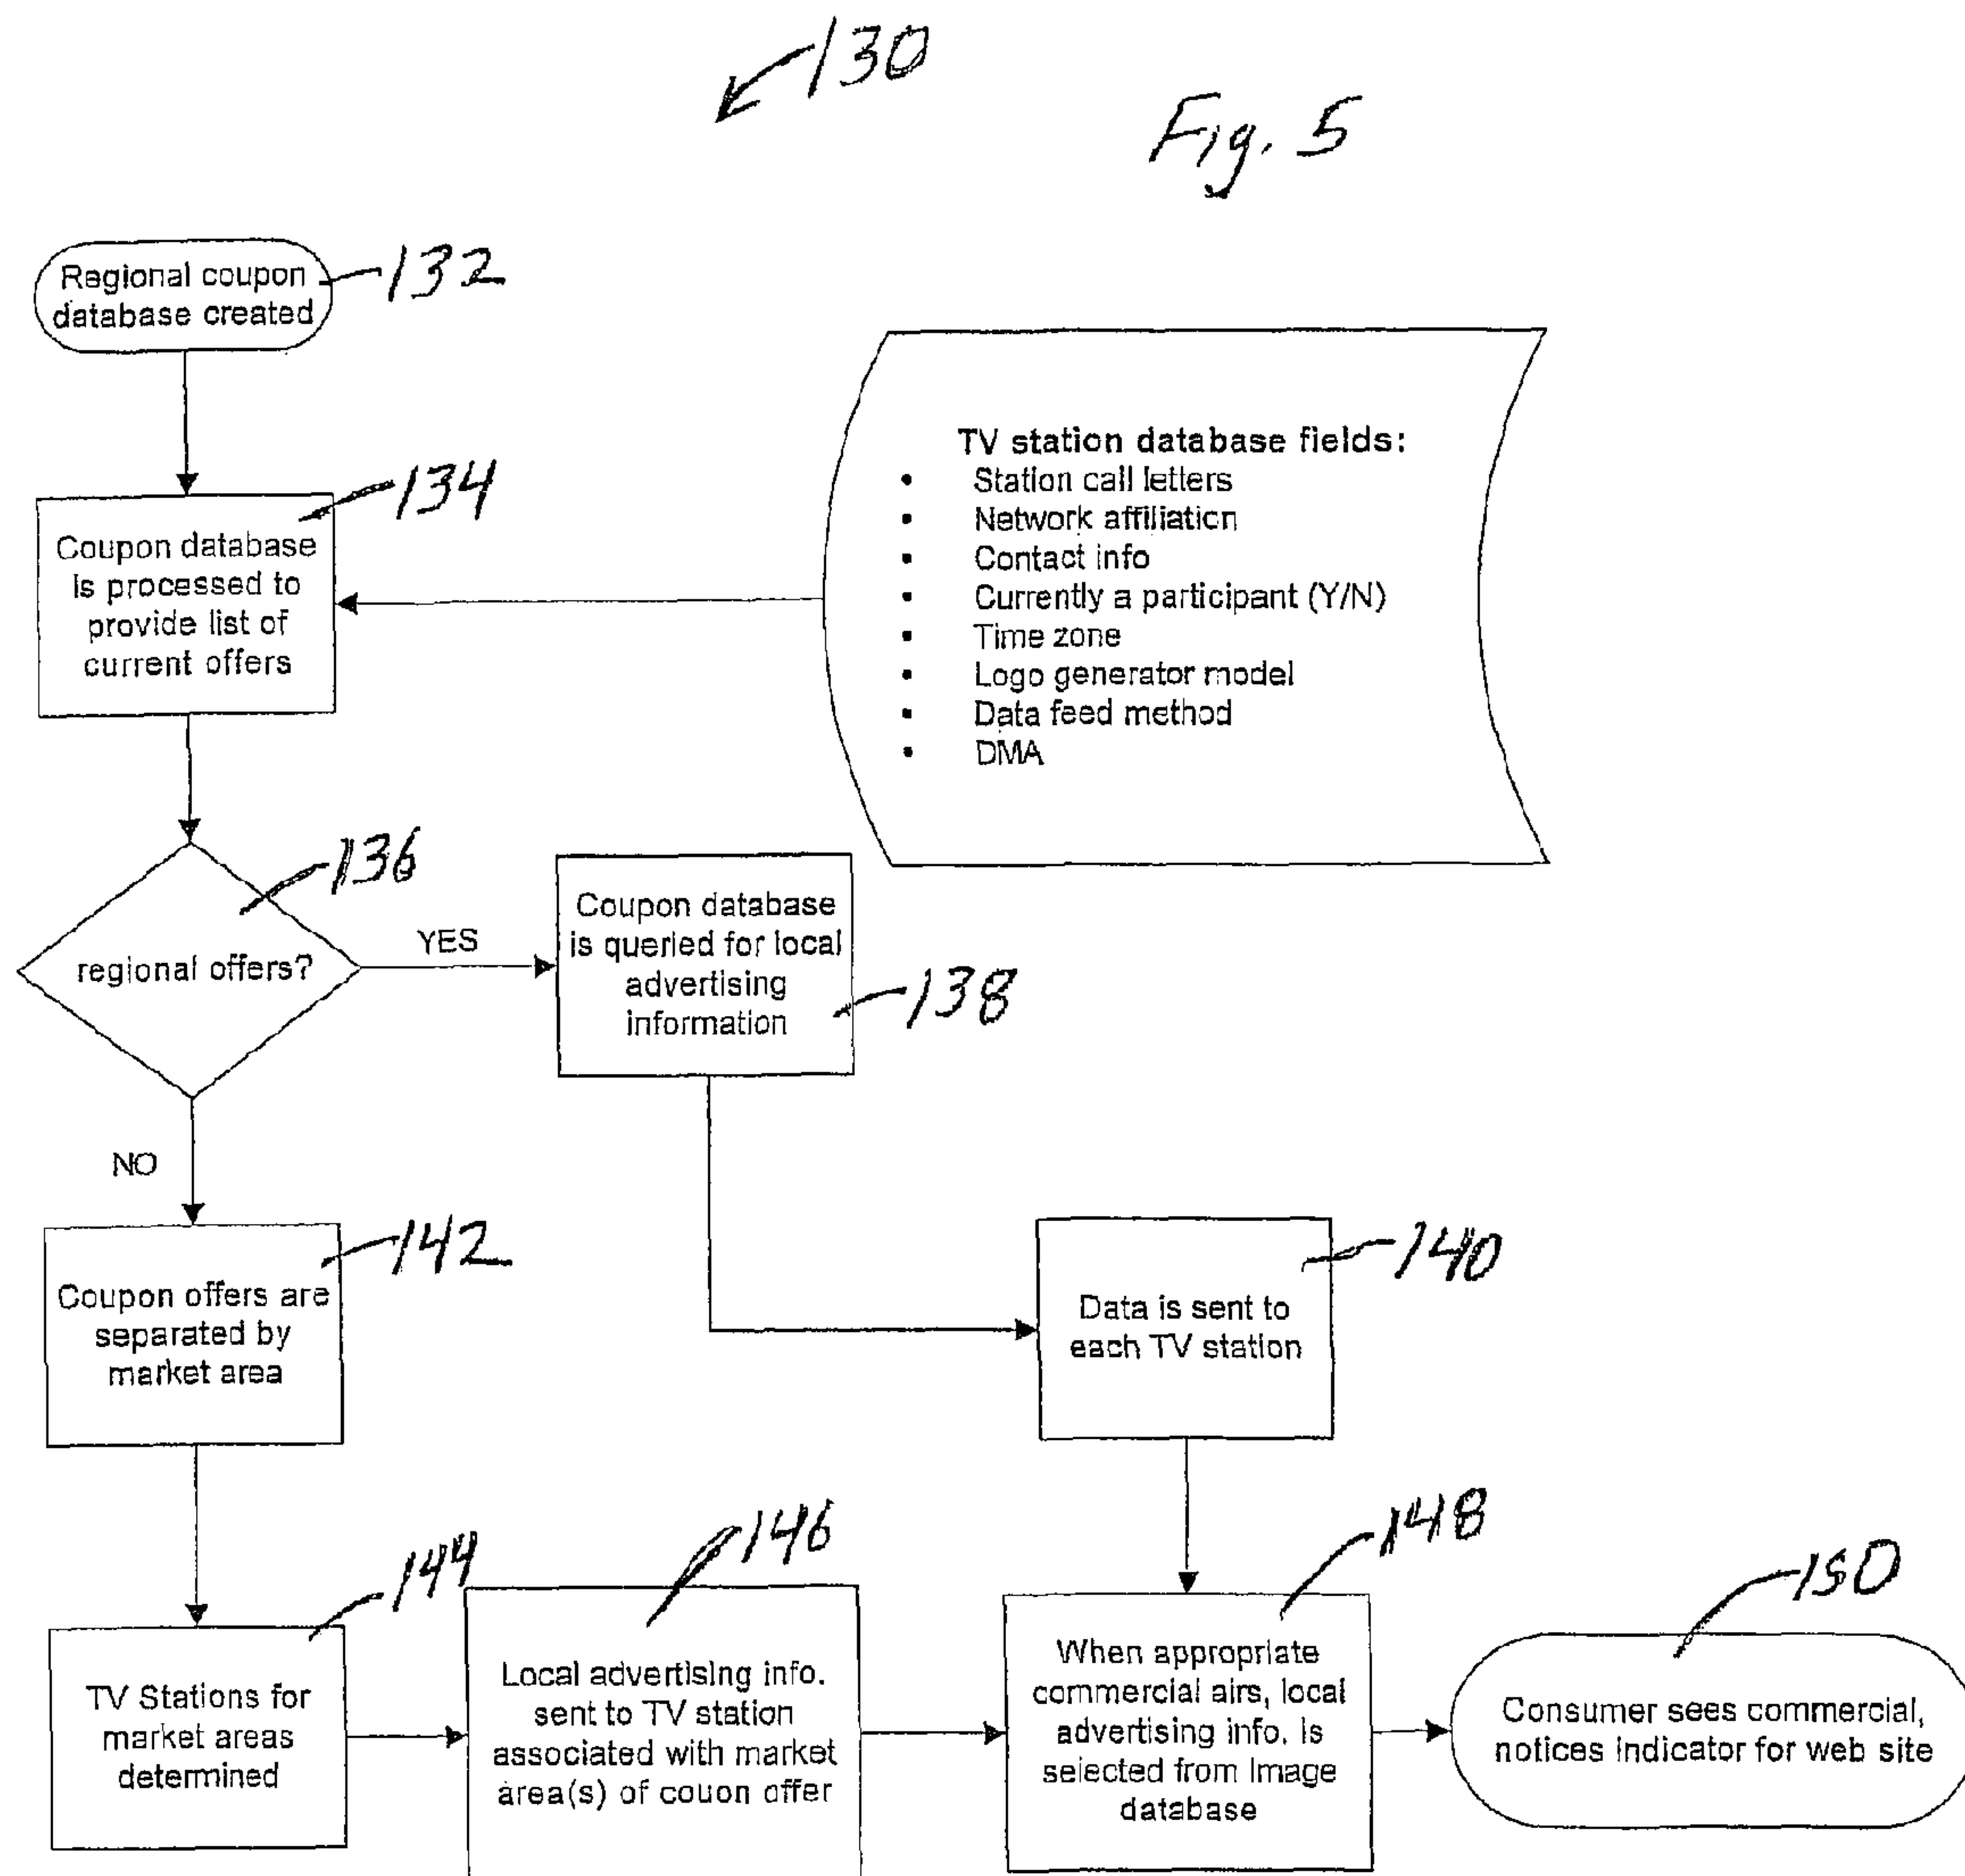 130
Fig. 5
Regional coupon
database created
132
134
Coupon database
is processed to
provide list of
current offers
TV station database fields:
• Station call letters
• Network affiliation
• Contact info
• Currently a participant (Y/N)
• Time zone
• Logo generator model
• Data feed method
• DMA
136
regional offers?
YES
NO
Coupon database
is queried for local
advertising
information
138
142
Coupon offers are
separated by
market area
140
Data is sent to
each TV station
144
TV Stations for
market areas
determined
146
Local advertising info.
sent to TV station
associated with market
area(s) of couon offer
148
When appropriate
commercial airs, local
advertising info. is
selected from image
database
150
Consumer sees commercial,
notices indicator for web site